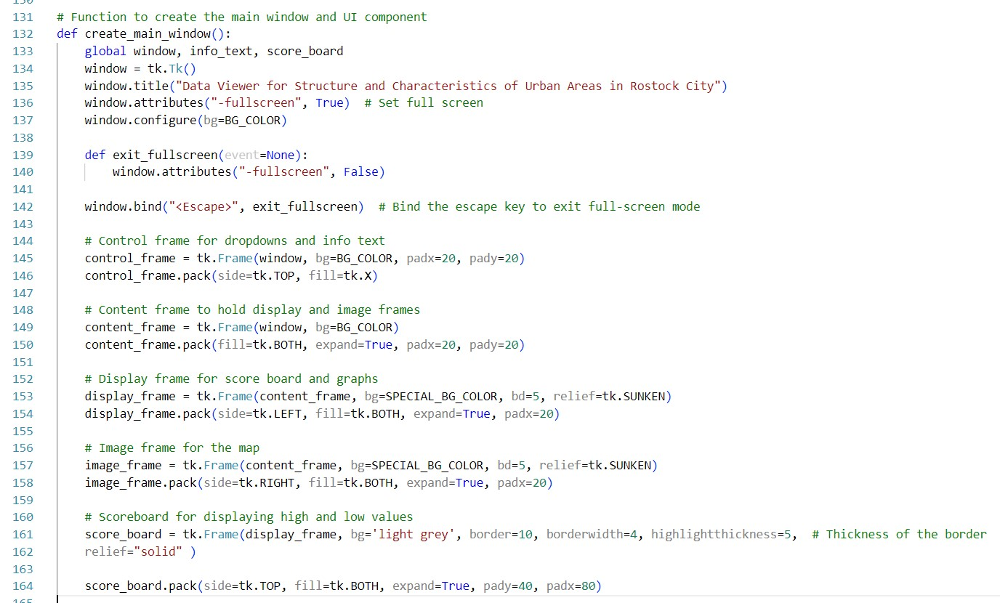 130
131 # Function to create the main window and UI component
132 def create_main_window():
133     global window, info_text, score_board
134     window = tk.Tk()
135     window.title("Data Viewer for Structure and Characteristics of Urban Areas in Rostock City")
136     window.attributes("-fullscreen", True)  # Set full screen
137     window.configure(bg=BG_COLOR)
138
139     def exit_fullscreen(event=None):
140         window.attributes("-fullscreen", False)
141
142     window.bind("<Escape>", exit_fullscreen)  # Bind the escape key to exit full-screen mode
143
144     # Control frame for dropdowns and info text
145     control_frame = tk.Frame(window, bg=BG_COLOR, padx=20, pady=20)
146     control_frame.pack(side=tk.TOP, fill=tk.X)
147
148     # Content frame to hold display and image frames
149     content_frame = tk.Frame(window, bg=BG_COLOR)
150     content_frame.pack(fill=tk.BOTH, expand=True, padx=20, pady=20)
151
152     # Display frame for score board and graphs
153     display_frame = tk.Frame(content_frame, bg=SPECIAL_BG_COLOR, bd=5, relief=tk.SUNKEN)
154     display_frame.pack(side=tk.LEFT, fill=tk.BOTH, expand=True, padx=20)
155
156     # Image frame for the map
157     image_frame = tk.Frame(content_frame, bg=SPECIAL_BG_COLOR, bd=5, relief=tk.SUNKEN)
158     image_frame.pack(side=tk.RIGHT, fill=tk.BOTH, expand=True, padx=20)
159
160     # Scoreboard for displaying high and low values
161     score_board = tk.Frame(display_frame, bg='light grey', border=10, borderwidth=4, highlightthickness=5,  # Thickness of the border
162     relief="solid" )
163
164     score_board.pack(side=tk.TOP, fill=tk.BOTH, expand=True, pady=40, padx=80)
165